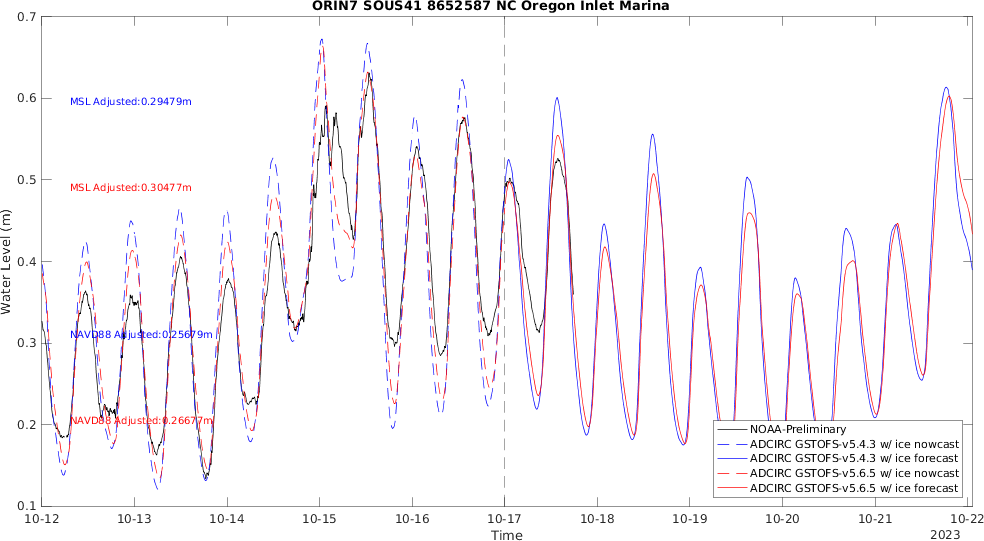 ORIN7 SOUS41 8652587 NC Oregon Inlet Marina
Water Level (m)
0.7
0.6
0.5
0.4
0.3
0.2
0.1
MSL Adjusted:0.29479m
MSL Adjusted:0.30477m
NAVD88 Adjusted:0.25679m
NAVD88 Adjusted:0.26677m
NOAA-Preliminary
ADCIRC GSTOFS-v5.4.3 w/ ice nowcast
ADCIRC GSTOFS-v5.4.3 w/ ice forecast
ADCIRC GSTOFS-v5.6.5 w/ ice nowcast
ADCIRC GSTOFS-v5.6.5 w/ ice forecast
10-12 10-13 10-14 10-15 10-16 10-17 10-18 10-19 10-20 10-21 10-22
Time
2023